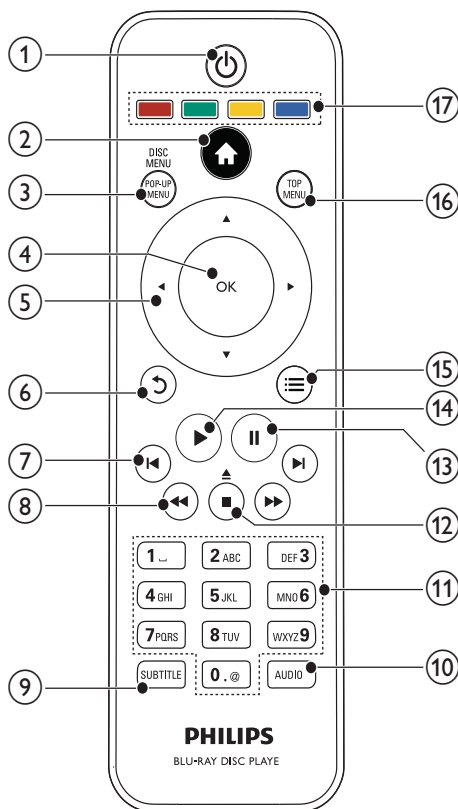 1
17
2
DISC
MENU
3
POP-UP
MENU
TOP
MENU
16
4
OK
5
6
15
14
7
13
8
12
1 ⎵
2 ABC
DEF 3
4 GHI
5 JKL
MNO 6
11
7 PQRS
8 TUV
WXYZ 9
9
SUBTITLE
0 . @
AUDIO
10
PHILIPS
BLU-RAY DISC PLAYE